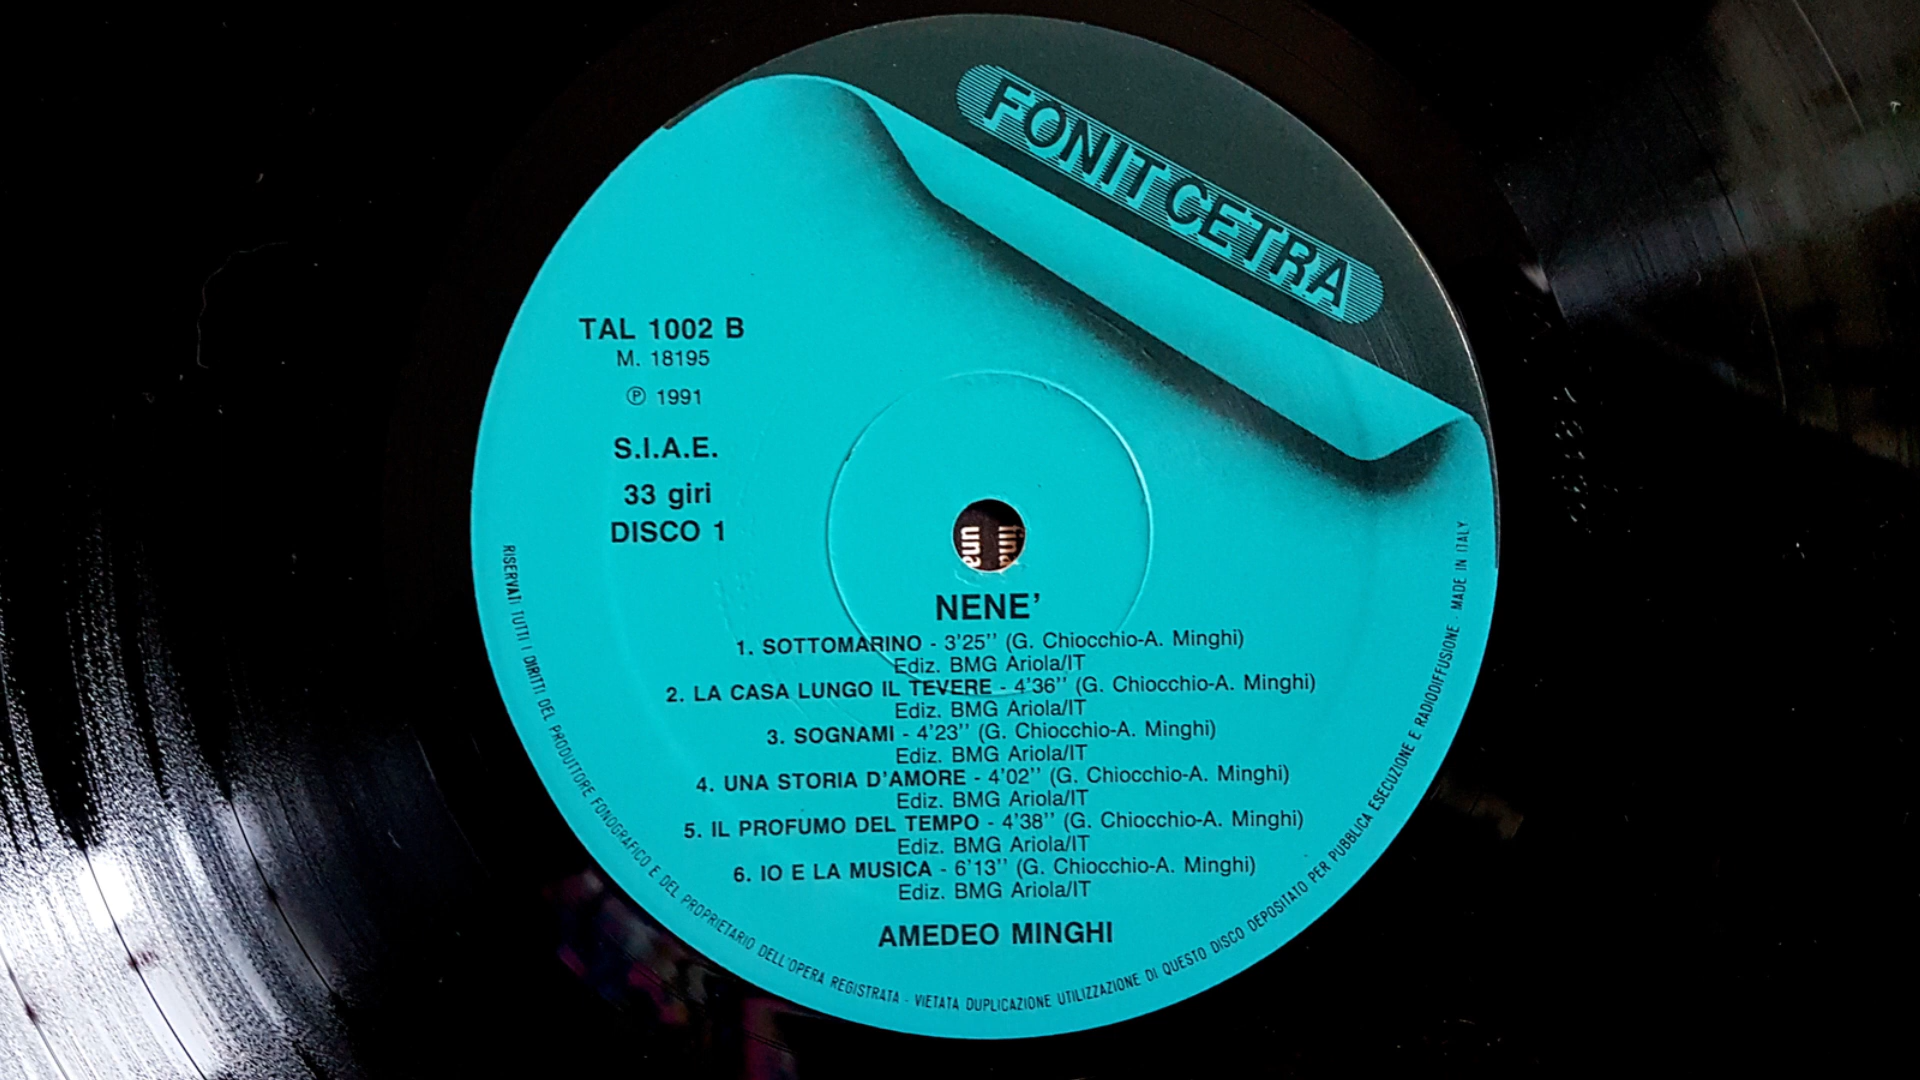 FONIT CETRA
TAL 1002 B
M. 18195
Ⓟ 1991
S.I.A.E.
33 giri
DISCO 1
una
fina
NENE'
1. SOTTOMARINO - 3'25'' (G. Chiocchio-A. Minghi)
Ediz. BMG Ariola/IT
2. LA CASA LUNGO IL TEVERE - 4'36'' (G. Chiocchio-A. Minghi)
Ediz. BMG Ariola/IT
3. SOGNAMI - 4'23'' (G. Chiocchio-A. Minghi)
Ediz. BMG Ariola/IT
4. UNA STORIA D'AMORE - 4'02'' (G. Chiocchio-A. Minghi)
Ediz. BMG Ariola/IT
5. IL PROFUMO DEL TEMPO - 4'38'' (G. Chiocchio-A. Minghi)
Ediz. BMG Ariola/IT
6. IO E LA MUSICA - 6'13'' (G. Chiocchio-A. Minghi)
Ediz. BMG Ariola/IT
AMEDEO MINGHI
RISERVATI TUTTI I DIRITTI DEL PRODUTTORE FONOGRAFICO E DEL PROPRIETARIO DELL'OPERA REGISTRATA - VIETATA DUPLICAZIONE UTILIZZAZIONE DI QUESTO DISCO DEPOSITATO PER PUBBLICA ESECUZIONE E RADIODIFFUSIONE - MADE IN ITALY